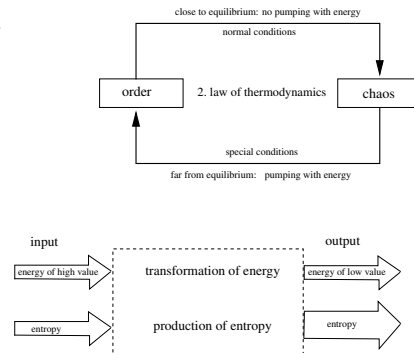 close to equilibrium: no pumping with energy
normal conditions
order
2. law of thermodynamics
chaos
special conditions
far from equilibrium: pumping with energy
input
output
energy of high value
transformation of energy
energy of low value
entropy
production of entropy
entropy